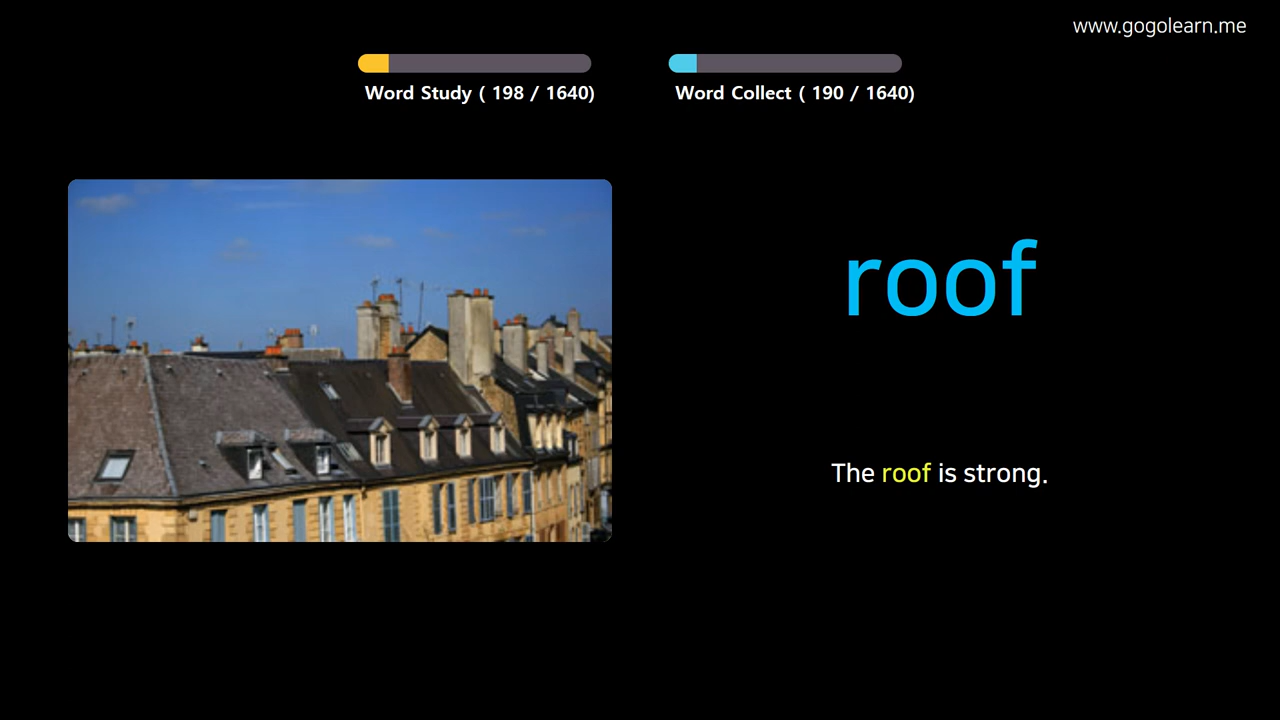 www.gogolearn.me
Word Study ( 198 / 1640)
Word Collect ( 190 / 1640)
roof
The roof is strong.